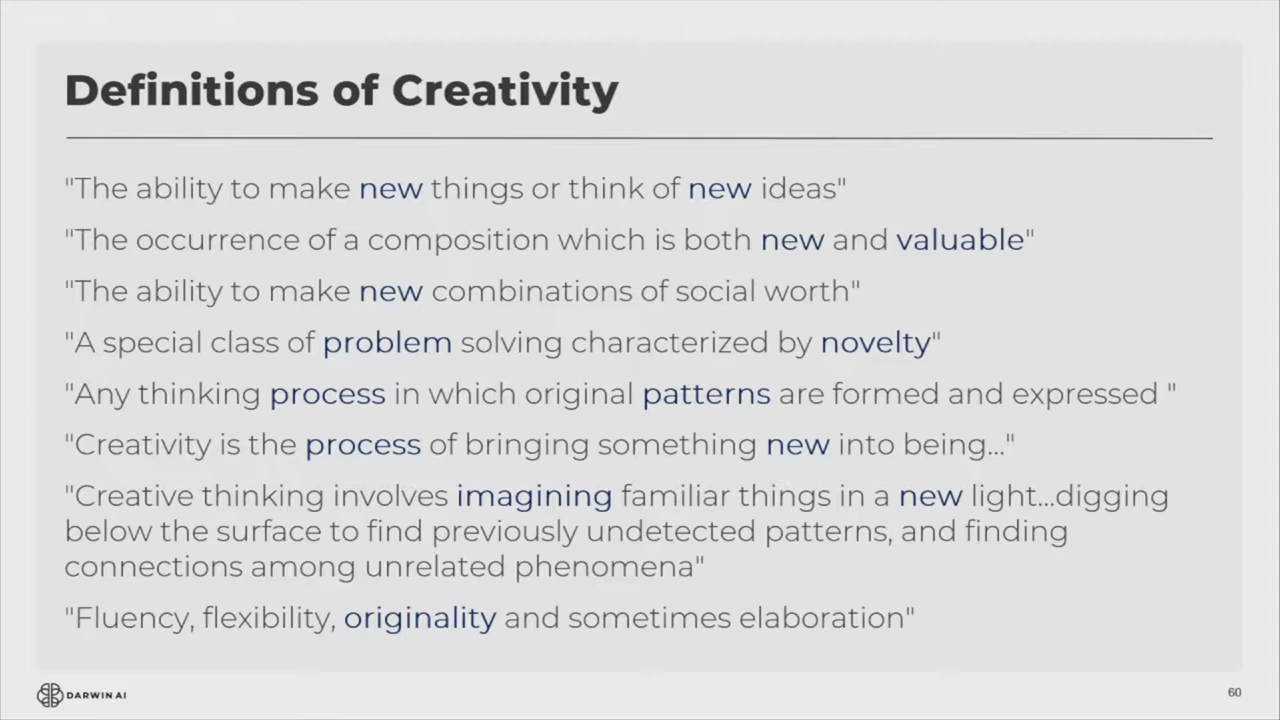 Definitions of Creativity
"The ability to make new things or think of new ideas"
"The occurrence of a composition which is both new and valuable"
"The ability to make new combinations of social worth"
"A special class of problem solving characterized by novelty"
"Any thinking process in which original patterns are formed and expressed "
"Creativity is the process of bringing something new into being..."
"Creative thinking involves imagining familiar things in a new light...digging
below the surface to find previously undetected patterns, and finding
connections among unrelated phenomena"
"Fluency, flexibility, originality and sometimes elaboration"
DARWIN AI
60